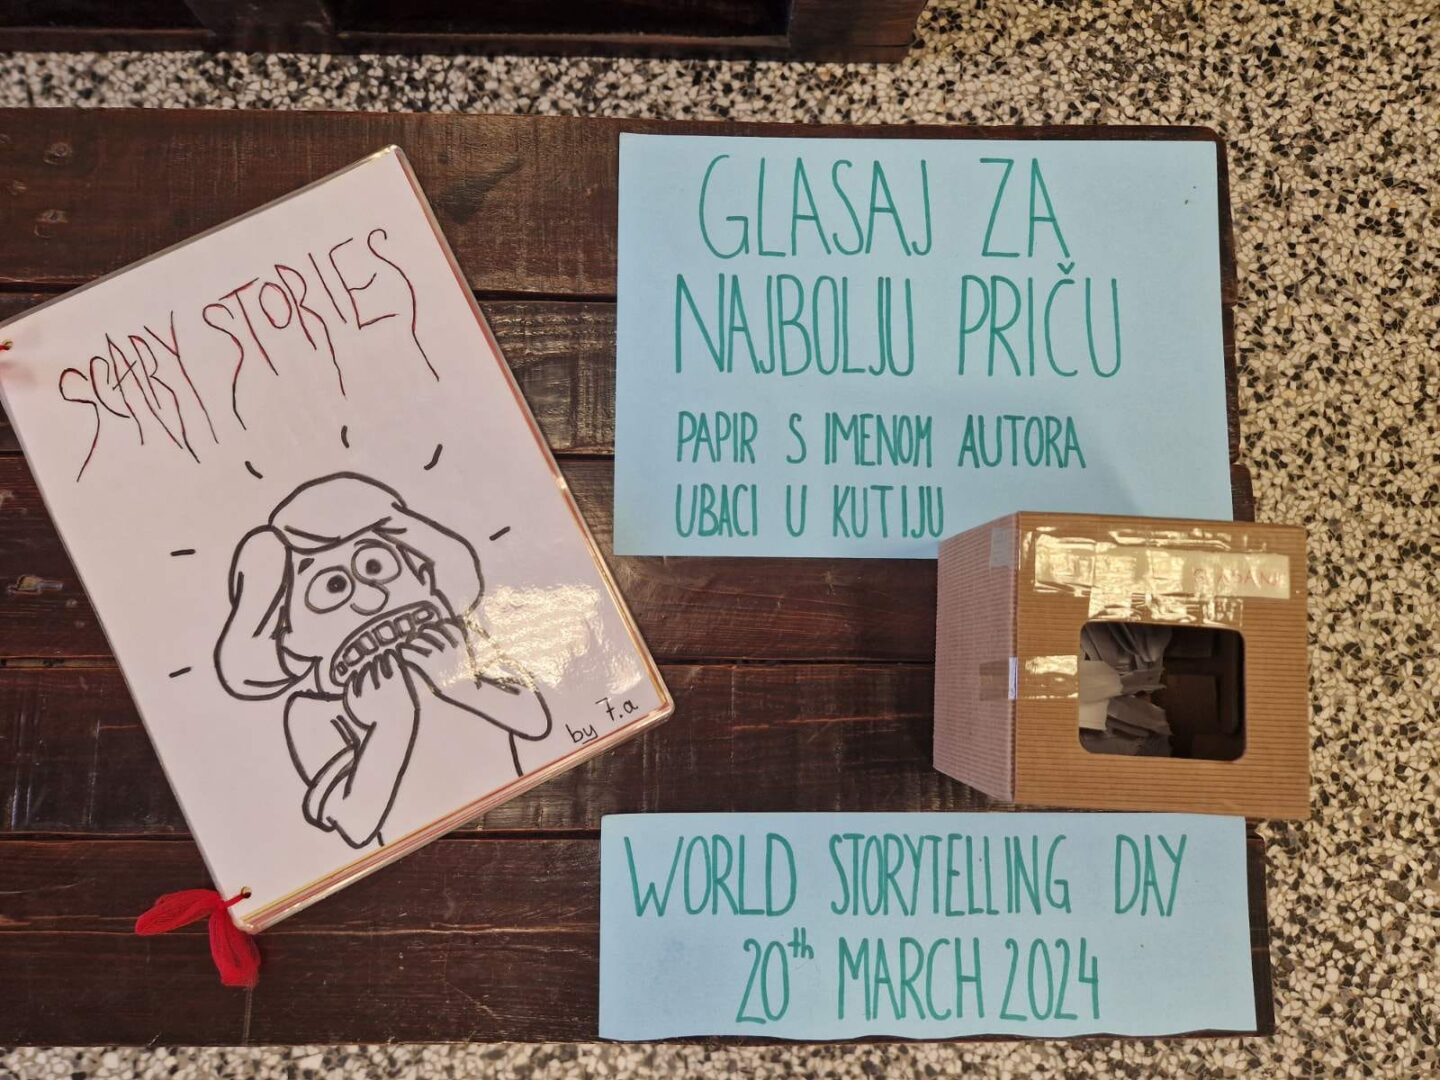 SCARY STORIES
by 7.a
GLASAJ ZA
NAJBOLJU PRIČU
PAPIR S IMENOM AUTORA
UBACI U KUTIJU
WORLD STORYTELLING DAY
20th MARCH 2024